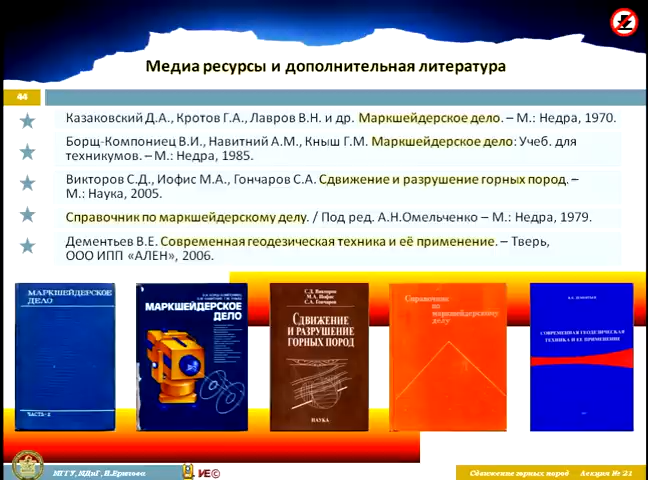 Медиа ресурсы и дополнительная литература
44
Казаковский Д.А., Кротов Г.А., Лавров В.Н. и др. Маркшейдерское дело. – М.: Недра, 1970.
Борщ-Компониец В.И., Навитний А.М., Кныш Г.М. Маркшейдерское дело: Учеб. для
техникумов. – М.: Недра, 1985.
Викторов С.Д., Иофис М.А., Гончаров С.А. Сдвижение и разрушение горных пород. –
М.: Наука, 2005.
Справочник по маркшейдерскому делу. / Под ред. А.Н.Омельченко – М.: Недра, 1979.
Дементьев В.Е. Современная геодезическая техника и её применение. – Тверь,
ООО ИПП «АЛЕН», 2006.
МАРКШЕЙДЕРСКОЕ
ДЕЛО
ЧАСТЬ-2
МАРКШЕЙДЕРСКОЕ
ДЕЛО
С.Д. Викторов
М.А. Иофис
С.А. Гончаров
СДВИЖЕНИЕ
И РАЗРУШЕНИЕ
ГОРНЫХ ПОРОД
НАУКА
Справочник
по
маркшейдерскому
делу
СОВРЕМЕННАЯ ГЕОДЕЗИЧЕСКАЯ
ТЕХНИКА И ЕЕ ПРИМЕНЕНИЕ
ИЕ©
Сдвижение горных пород Лекция № 21